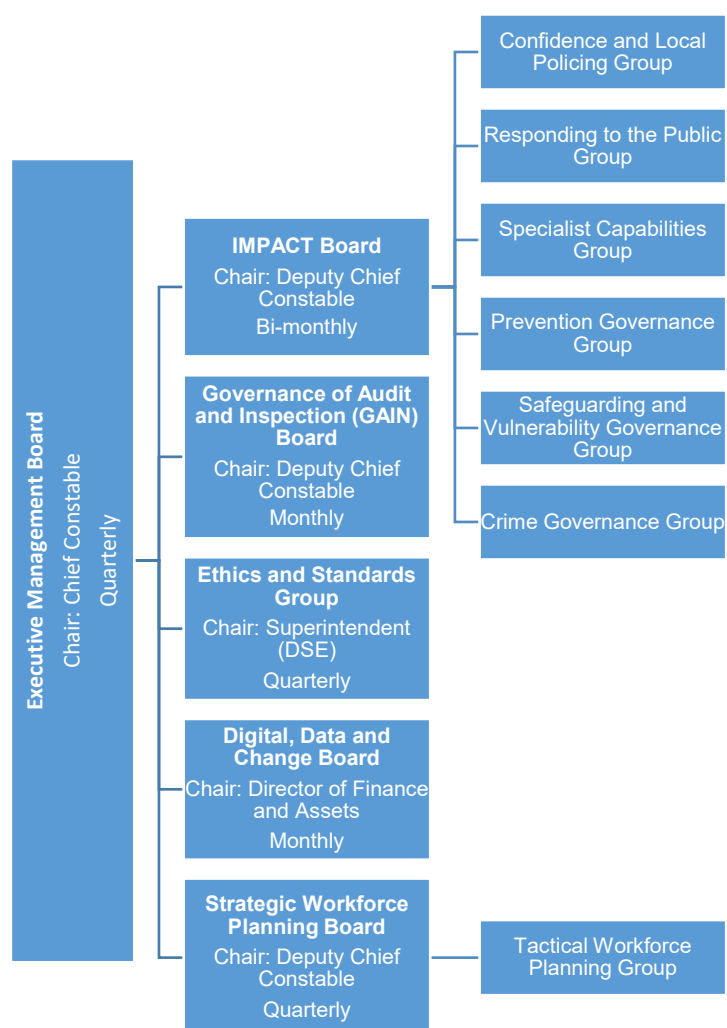 Executive Management Board
Chair: Chief Constable
Quarterly
IMPACT Board
Chair: Deputy Chief
Constable
Bi-monthly
Confidence and Local
Policing Group
Responding to the Public
Group
Specialist Capabilities
Group
Prevention Governance
Group
Safeguarding and
Vulnerability Governance
Group
Crime Governance Group
Governance of Audit
and Inspection (GAIN)
Board
Chair: Deputy Chief
Constable
Monthly
Ethics and Standards
Group
Chair: Superintendent
(DSE)
Quarterly
Digital, Data and
Change Board
Chair: Director of Finance
and Assets
Monthly
Strategic Workforce
Planning Board
Chair: Deputy Chief
Constable
Quarterly
Tactical Workforce
Planning Group